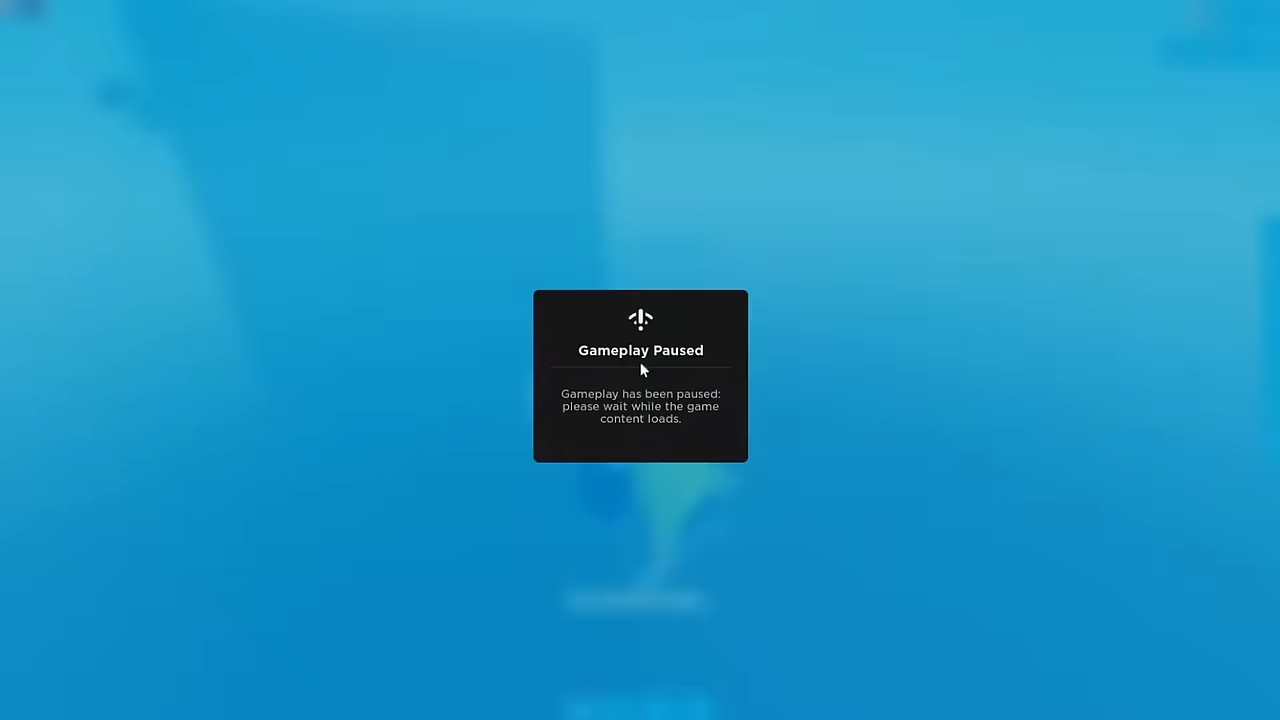 Gameplay Paused
Gameplay has been paused:
please wait while the game
content loads.